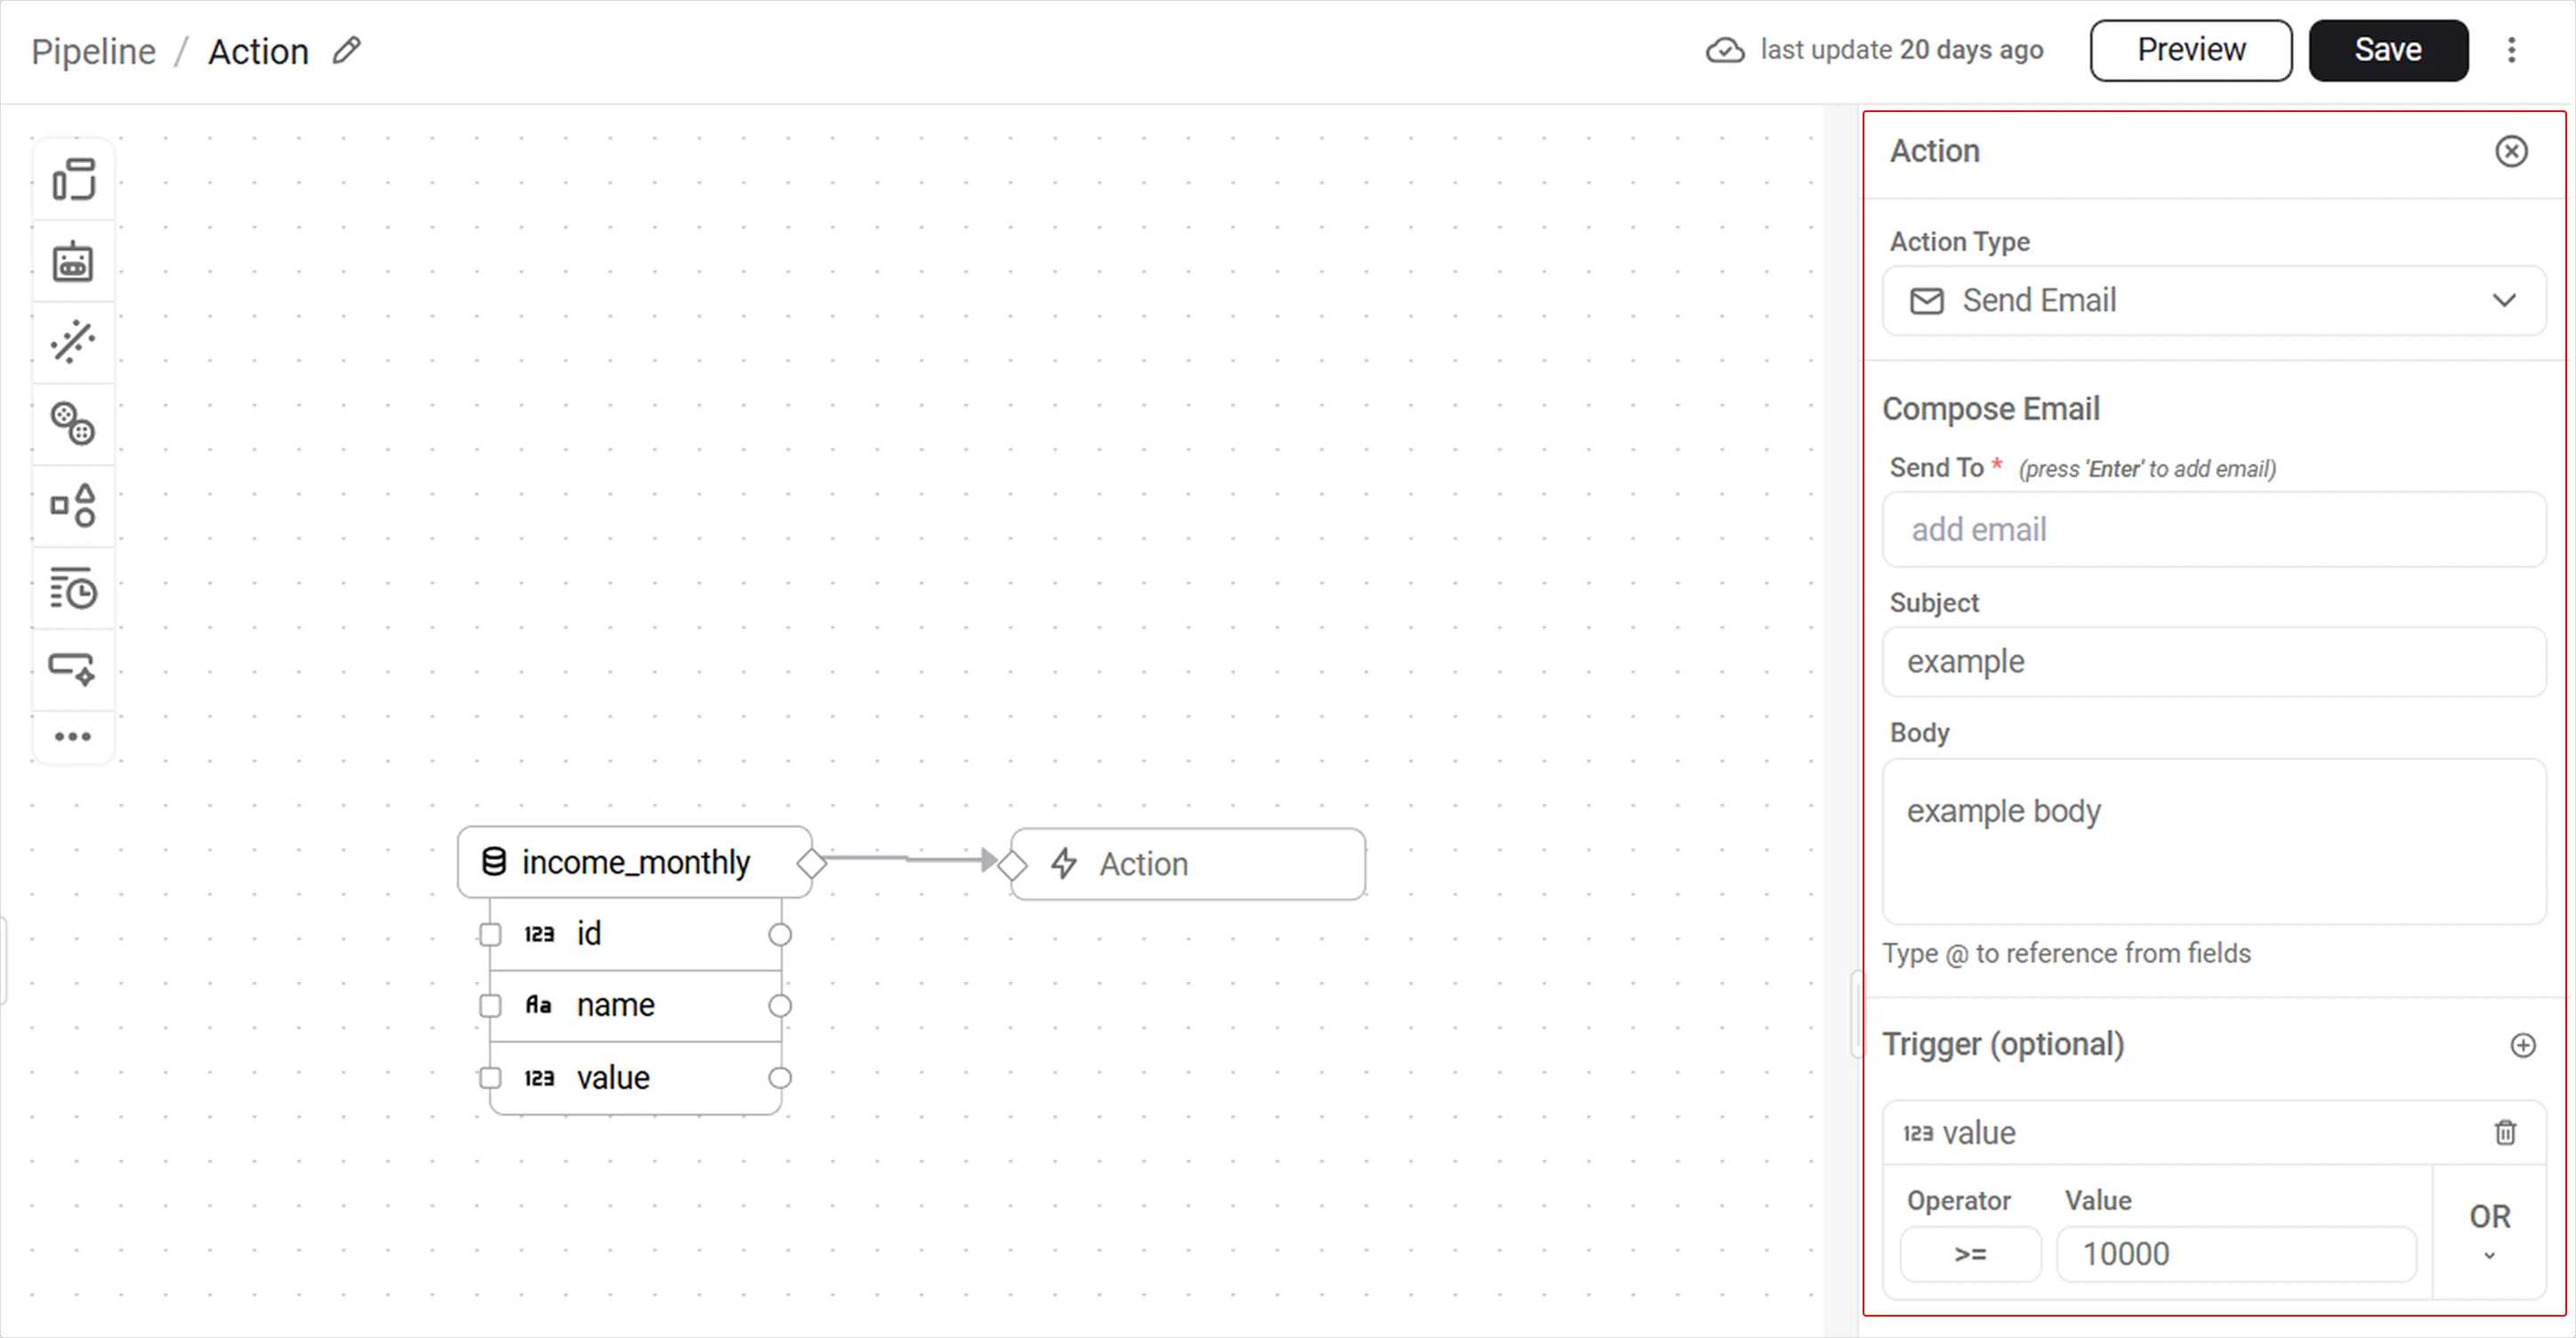 Pipeline / Action
last update 20 days ago
Preview
Save
Action
Action Type
Send Email
Compose Email
Send To * (press 'Enter' to add email)
add email
Subject
example
Body
example body
Type @ to reference from fields
Trigger (optional)
123 value
Operator Value
>= 10000
OR
income_monthly
123 id
Aa name
123 value
Action